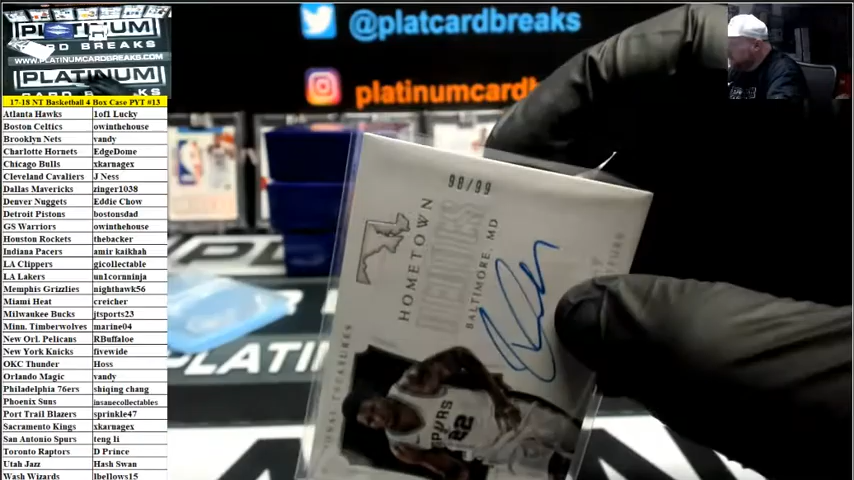 PLATINUM
CARD BREAKS
WWW.PLATINUMCARDBREAKS.COM
PLATINUM
@platcardbreaks
platinumcardb
17-18 NT Basketball 4 Box Case PYT #13
Atlanta Hawks 1of1 Lucky
Boston Celtics owinthehouse
Brooklyn Nets vandy
Charlotte Hornets EdgeDome
Chicago Bulls xkarnagex
Cleveland Cavaliers J Ness
Dallas Mavericks zinger1038
Denver Nuggets Eddie Chow
Detroit Pistons bostonsdad
GS Warriors owinthehouse
Houston Rockets thebacker
Indiana Pacers amir kaikhah
LA Clippers gicollectable
LA Lakers un1cornninja
Memphis Grizzlies nighthawk56
Miami Heat creicher
Milwaukee Bucks jtsports23
Minn. Timberwolves marine04
New Orl. Pelicans RBuffaloe
New York Knicks fivewide
OKC Thunder Hoss
Orlando Magic vandy
Philadelphia 76ers shiqing chang
Phoenix Suns insanecollectables
Port Trail Blazers sprinkle47
Sacramento Kings xkarnagex
San Antonio Spurs teng li
Toronto Raptors D Prince
Utah Jazz Hash Swan
Wash Wizards lbellows15
98/99
HOMETOWN
BALTIMORE, MD
SPURS
22
PLATIN